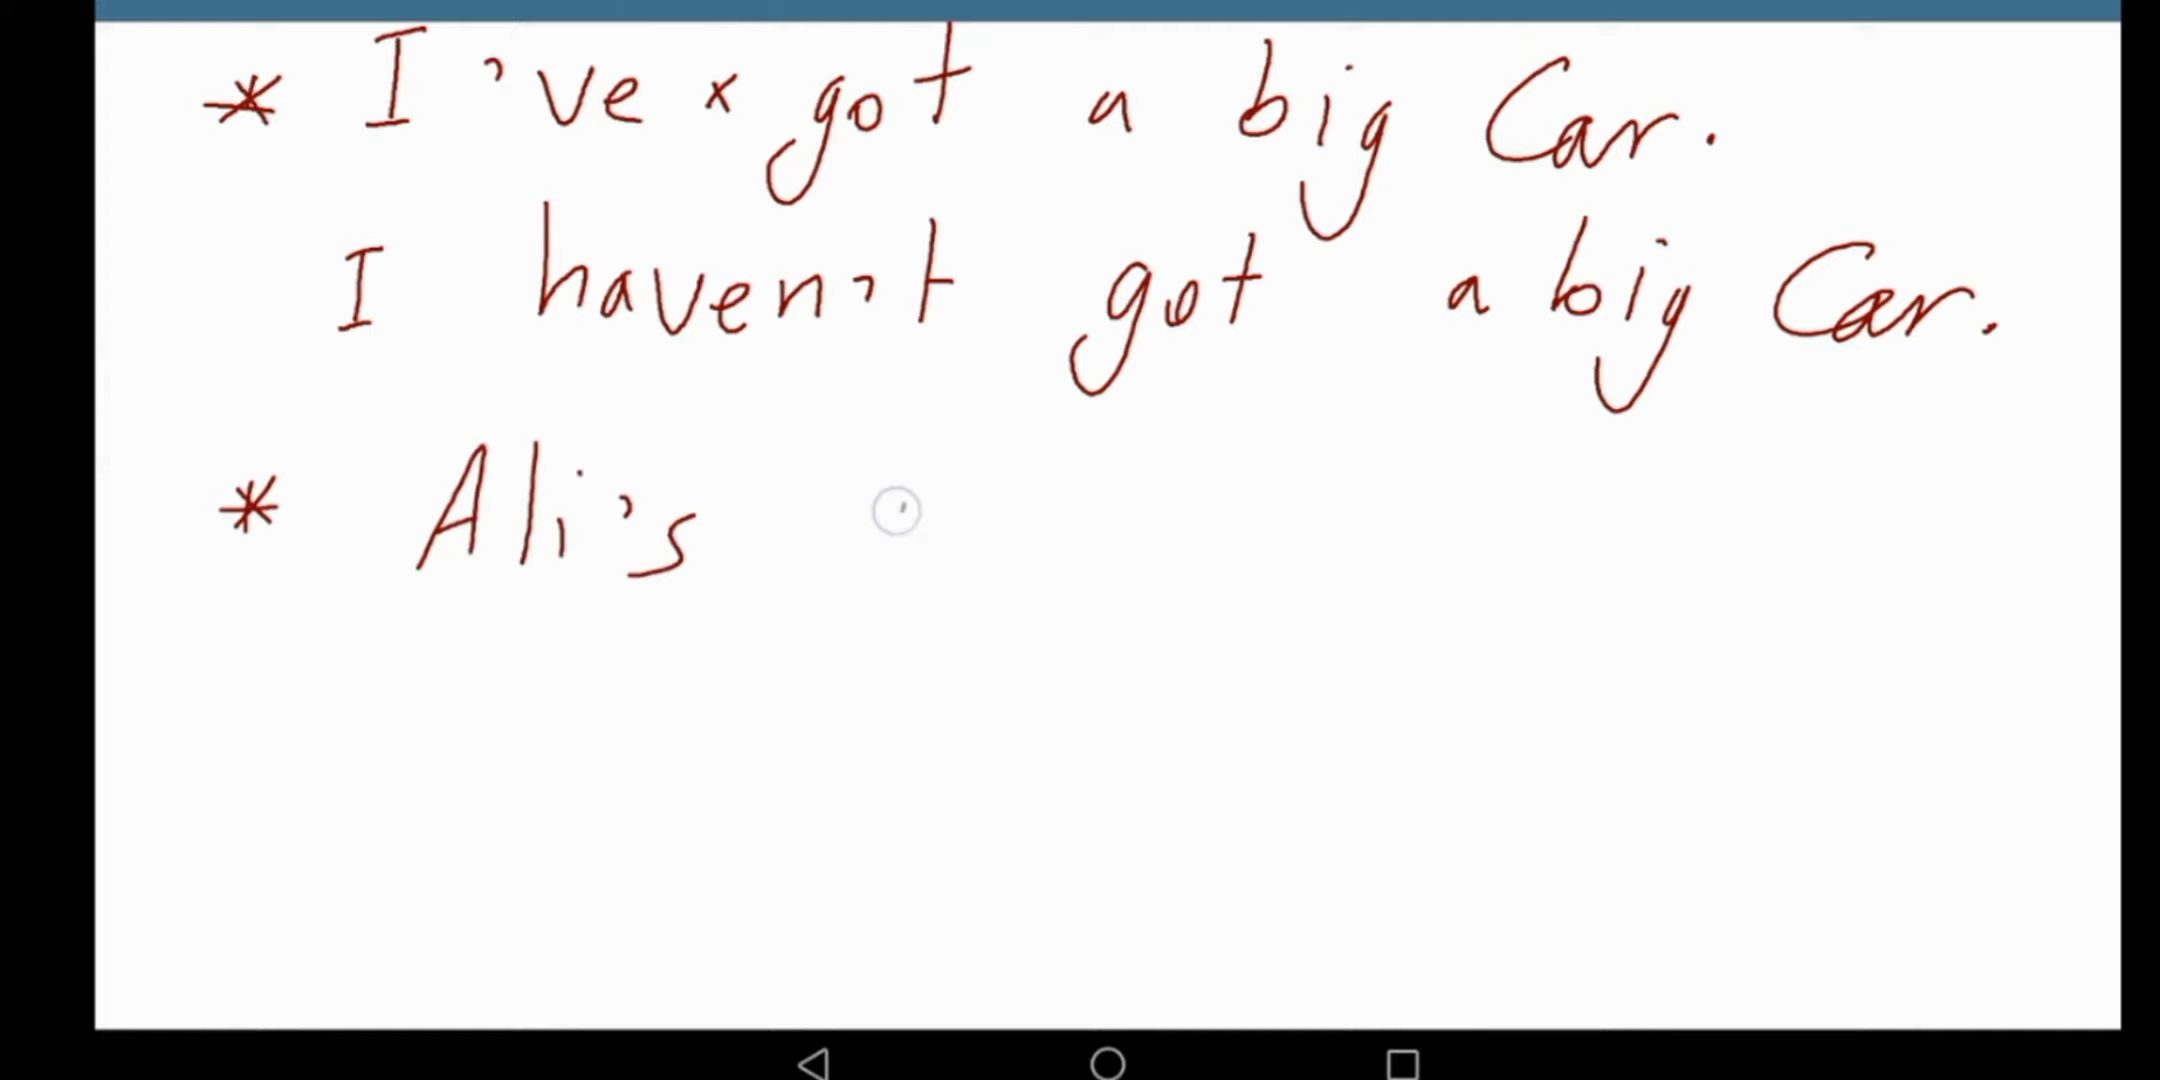 * I've x got a big Car.
I haven't got a big Car.
* Ali's